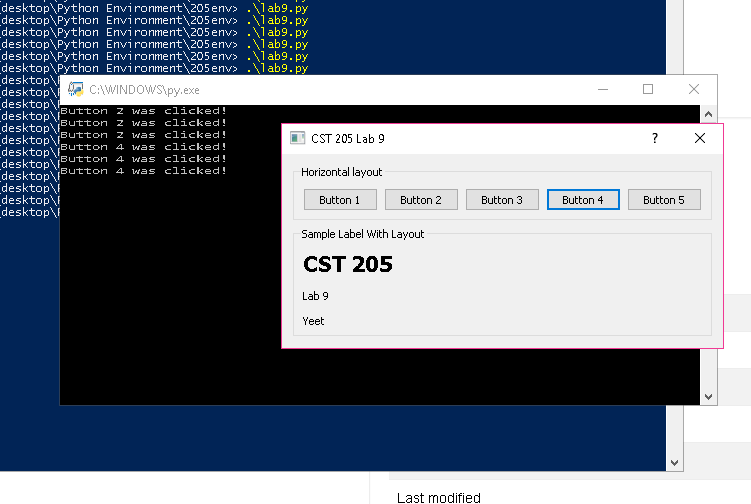 desktop\Python Environment\205env> .\lab9.py
desktop\Python Environment\205env> .\lab9.py
desktop\Python Environment\205env> .\lab9.py
desktop\Python Environment\205env> .\lab9.py
desktop\Python Environment\205env> .\lab9.py
desktop\Python Environment\205env> .\lab9.py
desktop\
desktop\
desktop\
desktop\
desktop\
desktop\
desktop\
desktop\
desktop\
desktop\
desktop\
desktop\
C:\WINDOWS\py.exe
Button 2 was clicked!
Button 2 was clicked!
Button 2 was clicked!
Button 4 was clicked!
Button 4 was clicked!
Button 4 was clicked!
CST 205 Lab 9
?
Horizontal layout
Button 1
Button 2
Button 3
Button 4
Button 5
Sample Label With Layout
CST 205
Lab 9
Yeet
Last modified